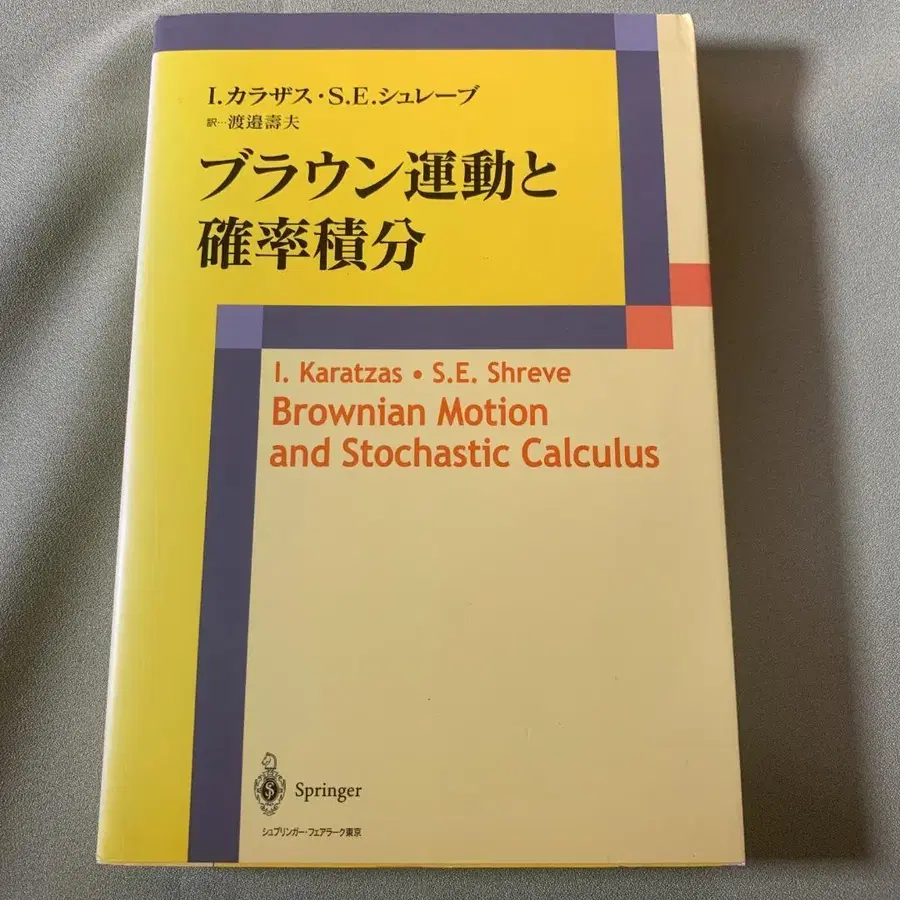 I.カラザス・S.E.シュレーブ
訳…渡邉壽夫
ブラウン運動と
確率積分
I. Karatzas • S.E. Shreve
Brownian Motion
and Stochastic Calculus
Springer
シュプリンガー・フェアラーク東京